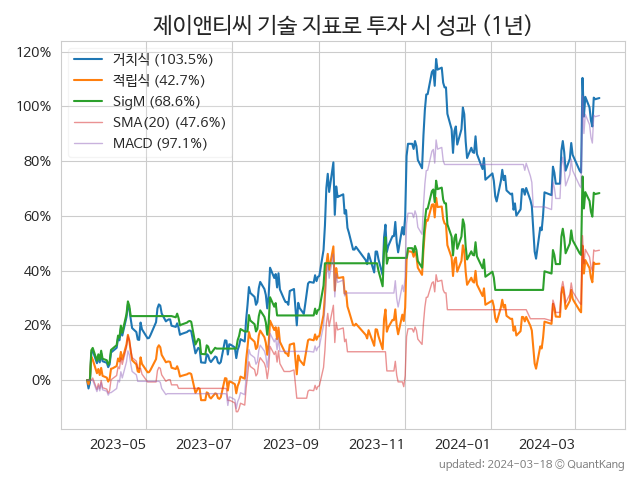 제이앤티씨 기술 지표로 투자 시 성과 (1년)
120%
100%
80%
60%
40%
20%
0%
거치식 (103.5%)
적립식 (42.7%)
SigM (68.6%)
SMA(20) (47.6%)
MACD (97.1%)
2023-05 2023-07 2023-09 2023-11 2024-01 2024-03
updated: 2024-03-18 © QuantKang